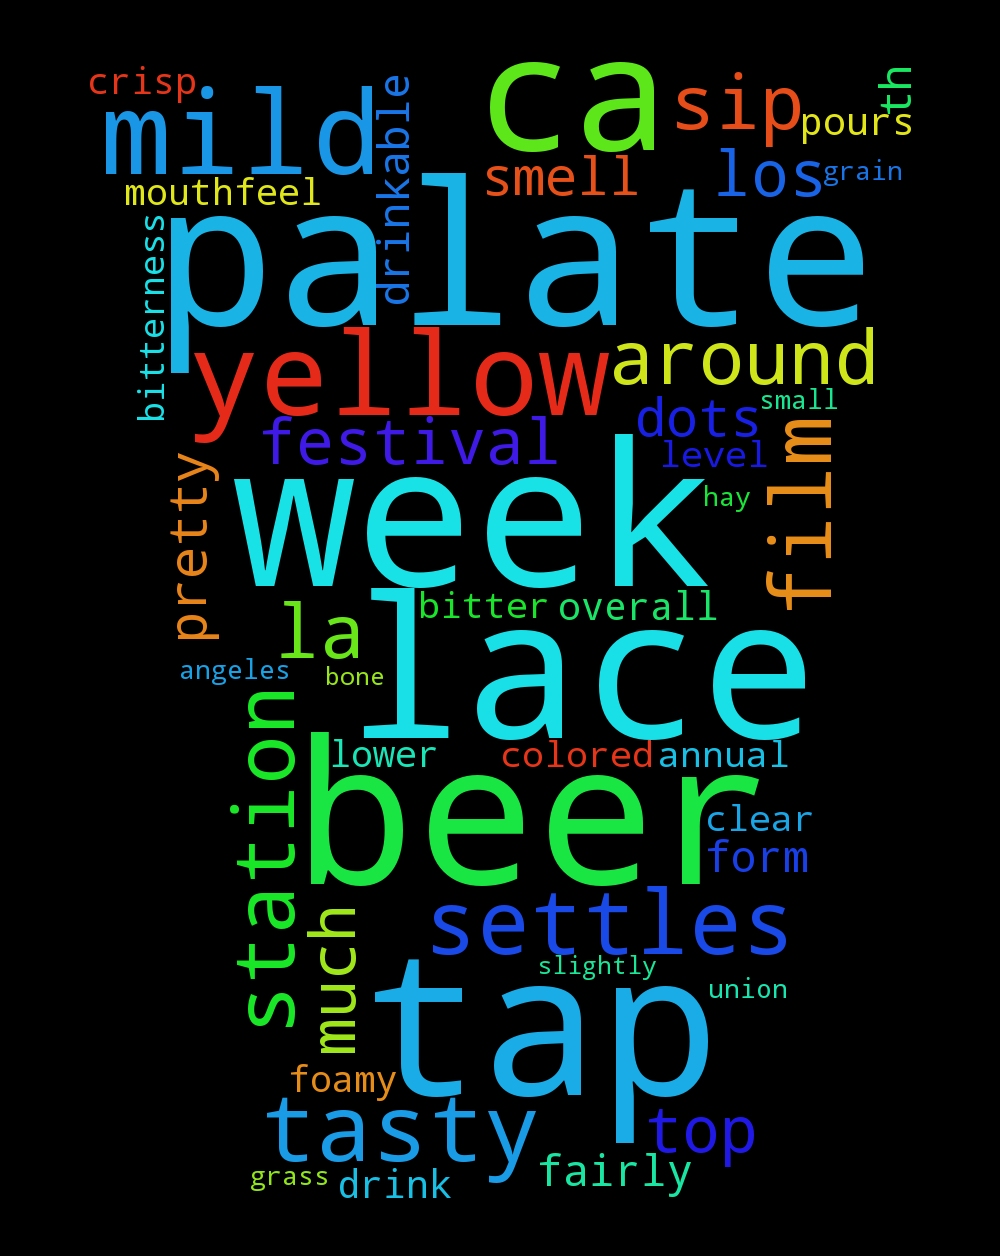 crisp
mild
ca
sip
th
pours
drinkable
mouthfeel
smell
los
grain
palate
bitterness
yellow
around
small
dots
festival
level
film
pretty
week
hay
bitter
overall
la
lace
angeles
bone
station
lower
colored
annual
beer
clear
form
much
settles
slightly
union
tap
foamy
tasty
top
fairly
grass
drink